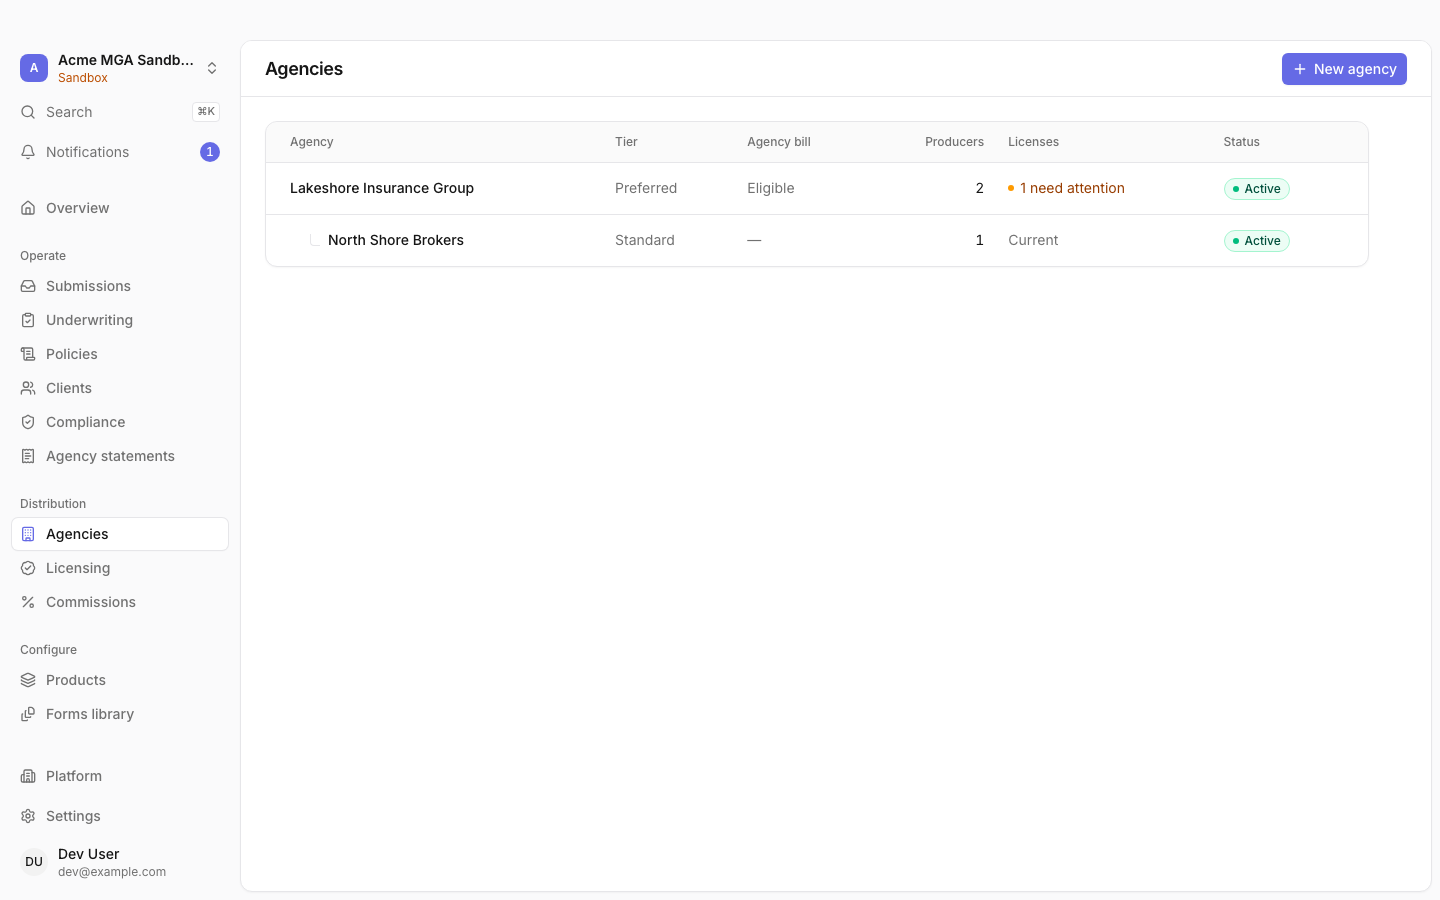 A
Acme MGA Sandb...
Sandbox
Search ⌘K
Notifications 1
Overview
Operate
Submissions
Underwriting
Policies
Clients
Compliance
Agency statements
Distribution
Agencies
Licensing
Commissions
Configure
Products
Forms library
Platform
Settings
DU
Dev User
dev@example.com
Agencies
New agency
Agency Tier Agency bill Producers Licenses Status
Lakeshore Insurance Group Preferred Eligible 2 1 need attention Active
North Shore Brokers Standard — 1 Current Active